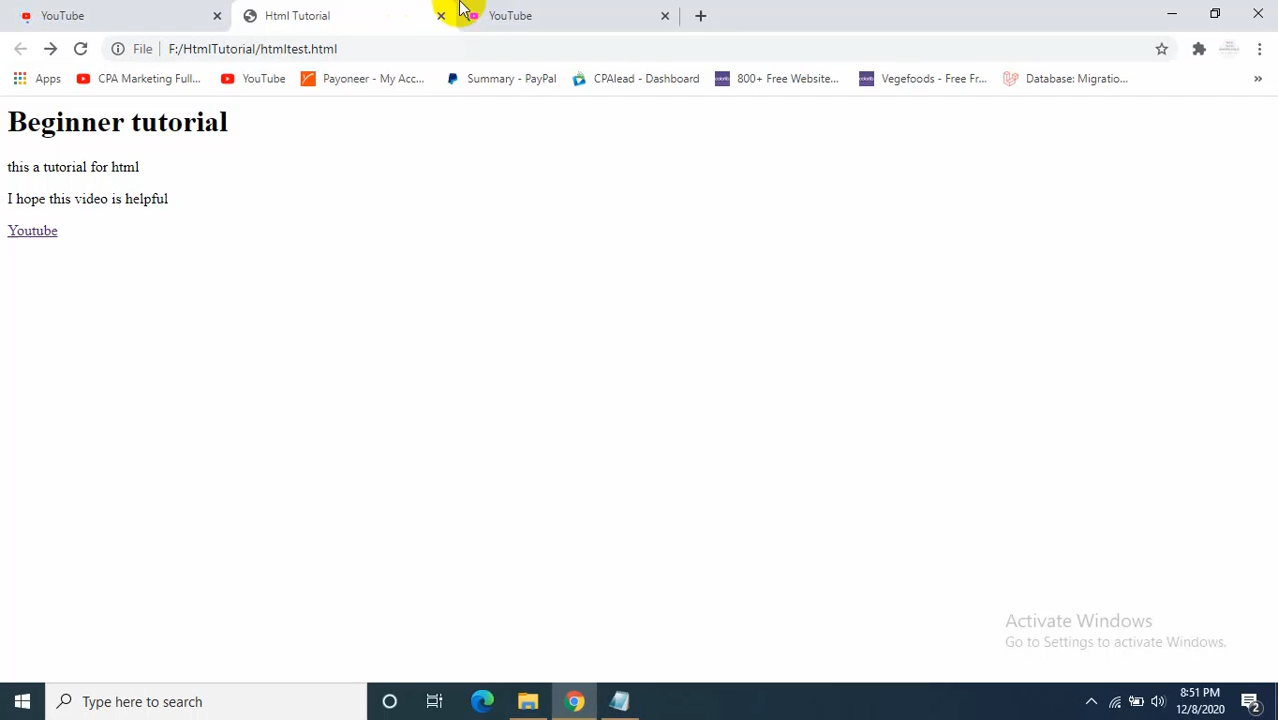 YouTube
Html Tutorial
YouTube
File
F:/HtmlTutorial/htmltest.html
Apps
CPA Marketing Full...
YouTube
Payoneer - My Acc...
Summary - PayPal
CPAlead - Dashboard
800+ Free Website...
Vegefoods - Free Fr...
Database: Migratio...
Beginner tutorial
this a tutorial for html
I hope this video is helpful
Youtube
Activate Windows
Go to Settings to activate Windows.
Type here to search
8:51 PM
12/8/2020
2